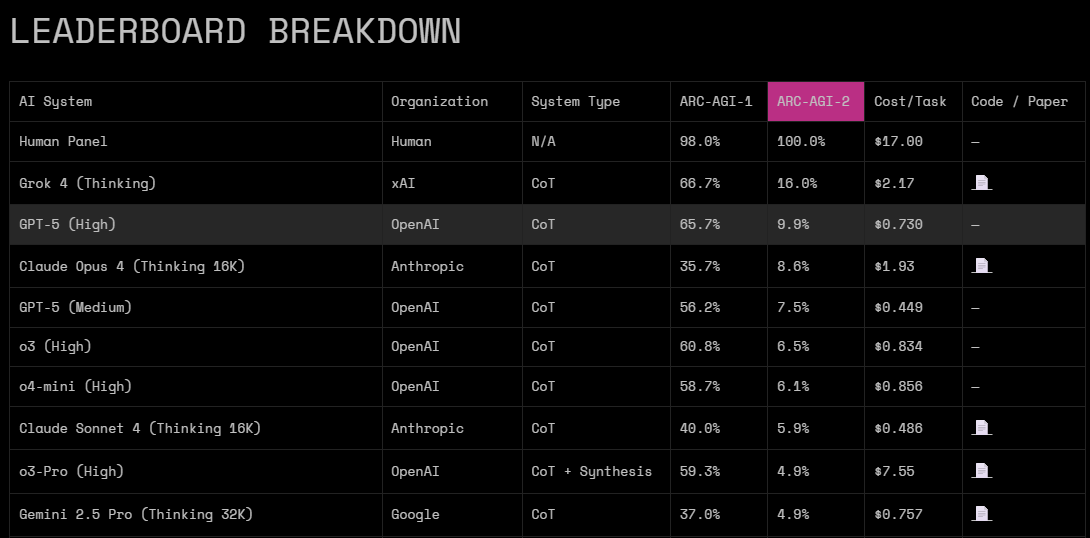 LEADERBOARD BREAKDOWN
AI System Organization System Type ARC-AGI-1 ARC-AGI-2 Cost/Task Code / Paper
Human Panel Human N/A 98.0% 100.0% $17.00 —
Grok 4 (Thinking) xAI CoT 66.7% 16.0% $2.17
GPT-5 (High) OpenAI CoT 65.7% 9.9% $0.730 —
Claude Opus 4 (Thinking 16K) Anthropic CoT 35.7% 8.6% $1.93
GPT-5 (Medium) OpenAI CoT 56.2% 7.5% $0.449 —
o3 (High) OpenAI CoT 60.8% 6.5% $0.834 —
o4-mini (High) OpenAI CoT 58.7% 6.1% $0.856 —
Claude Sonnet 4 (Thinking 16K) Anthropic CoT 40.0% 5.9% $0.486
o3-Pro (High) OpenAI CoT + Synthesis 59.3% 4.9% $7.55
Gemini 2.5 Pro (Thinking 32K) Google CoT 37.0% 4.9% $0.757